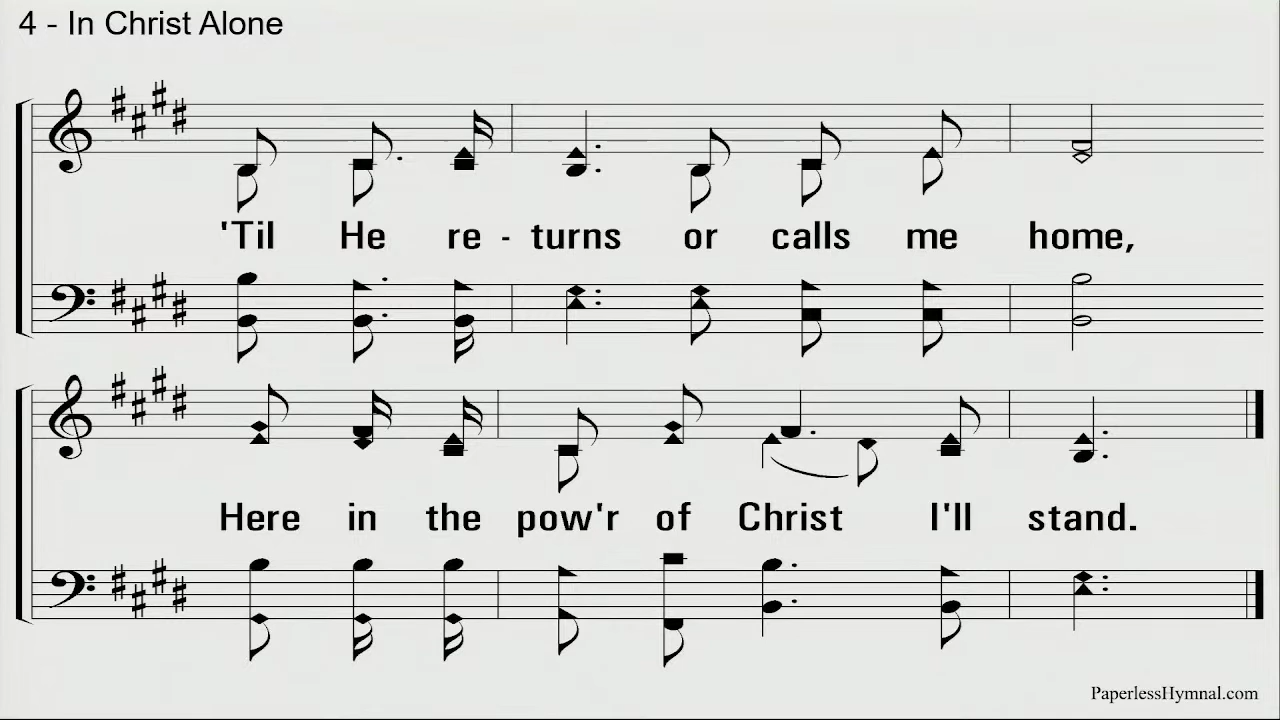 4 - In Christ Alone
'Til He re - turns or calls me home,
Here in the pow'r of Christ I'll stand.
PaperlessHymnal.com